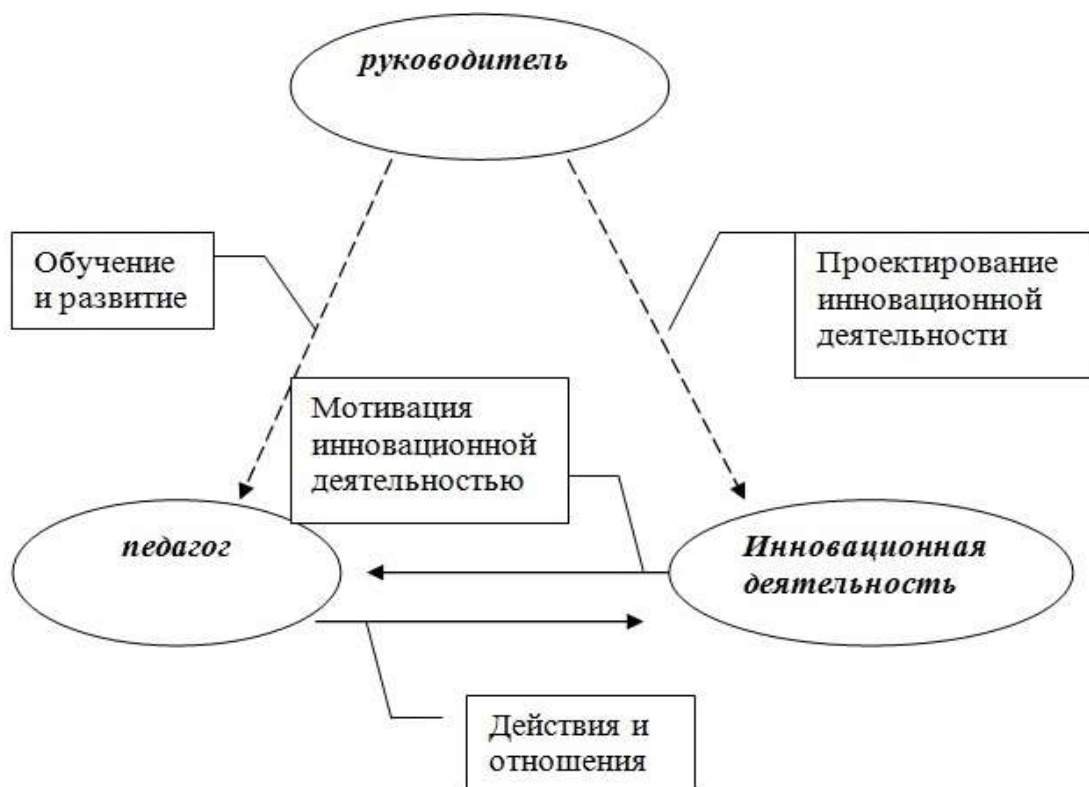 руководитель
Обучение
и развитие
Проектирование
инновационной
деятельности
Мотивация
инновационной
деятельностью
педагог
Инновационная
деятельность
Действия и
отношения